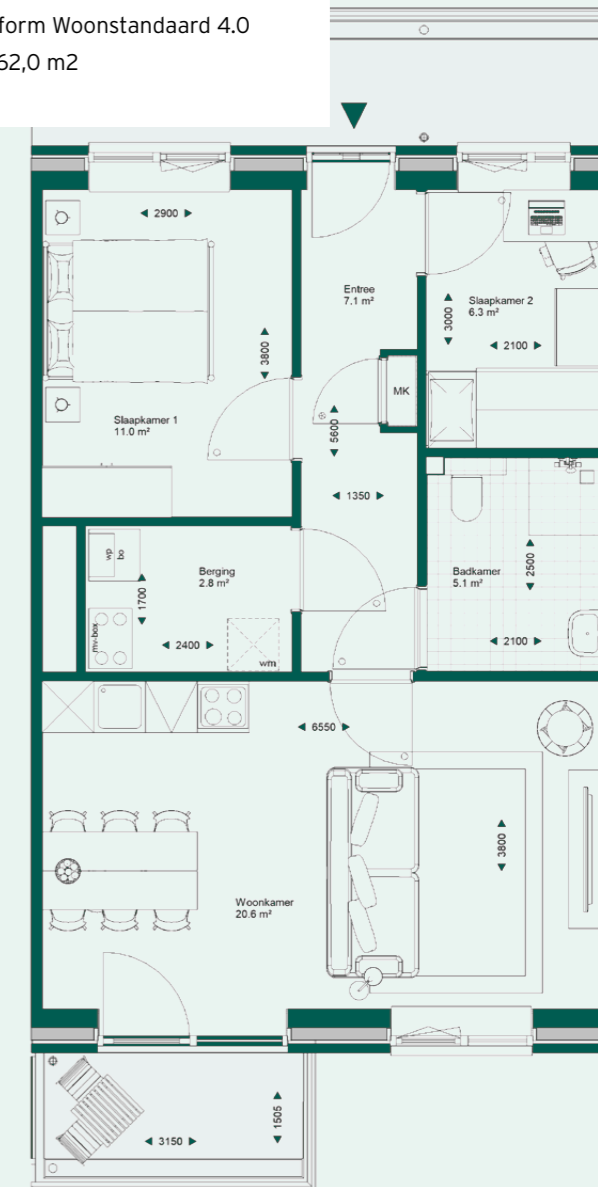 form Woonstandaard 4.0
62,0 m2
2900
Entree
7.1 m²
Slaapkamer 2
6.3 m²
3000
2100
3800
MK
Slaapkamer 1
11.0 m²
5600
1350
wp
bo
Berging
2.8 m²
Badkamer
5.1 m²
2500
1700
mv-box
2400
wm
2100
6550
3800
Woonkamer
20.6 m²
1505
3150